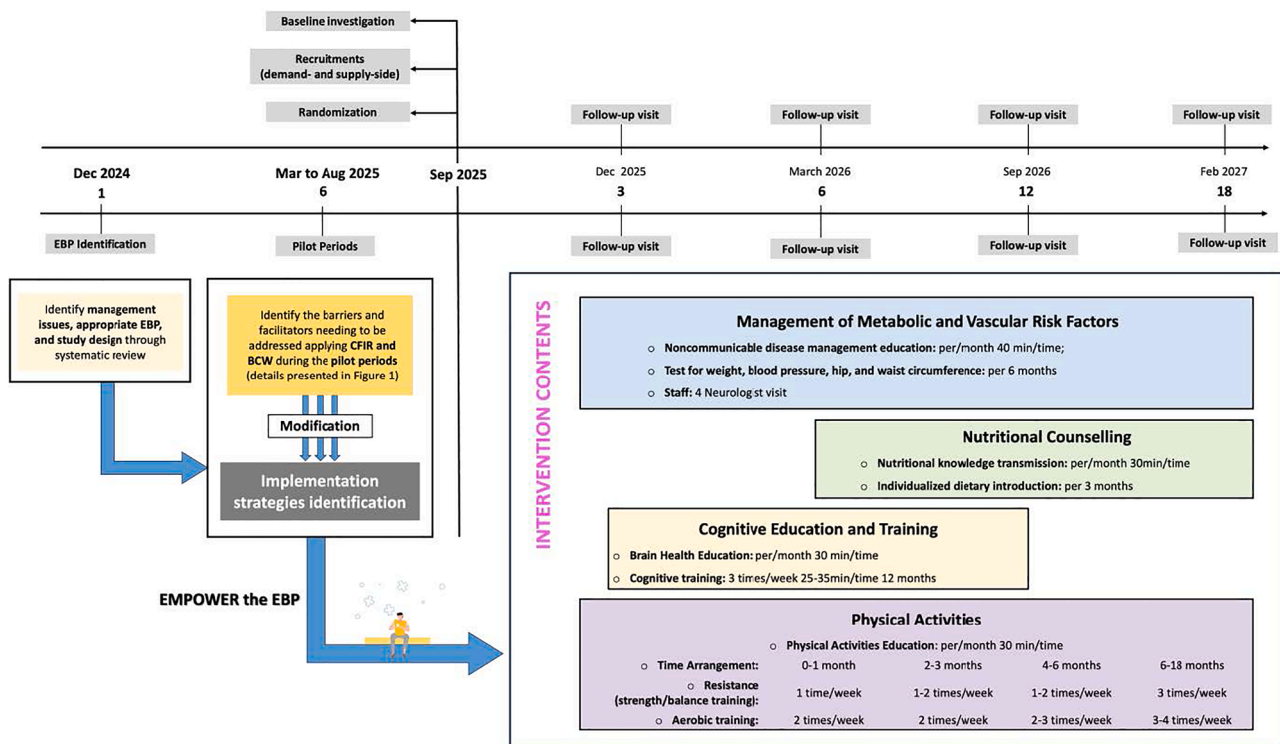 Baseline investigation
Recruitments
(demand- and supply-side)
Randomization
Follow-up visit
Follow-up visit
Follow-up visit
Follow-up visit
Dec 2024
1
Mar to Aug 2025
6
Sep 2025
Dec 2025
3
March 2026
6
Sep 2026
12
Feb 2027
18
EBP Identification
Pilot Periods
Follow-up visit
Follow-up visit
Follow-up visit
Follow-up visit
Identify management
issues, appropriate EBP,
and study design through
systematic review
Identify the barriers and
facilitators needing to be
addressed applying CFIR and
BCW during the pilot periods
(details presented in Figure 1)
Modification
Implementation
strategies identification
EMPOWER the EBP
INTERVENTION CONTENTS
Management of Metabolic and Vascular Risk Factors
○ Noncommunicable disease management education: per/month 40 min/time;
○ Test for weight, blood pressure, hip, and waist circumference: per 6 months
○ Staff: 4 Neurologist visit
Nutritional Counselling
○ Nutritional knowledge transmission: per/month 30min/time
○ Individualized dietary introduction: per 3 months
Cognitive Education and Training
○ Brain Health Education: per/month 30 min/time
○ Cognitive training: 3 times/week 25-35min/time 12 months
Physical Activities
○ Physical Activities Education: per/month 30 min/time
○ Time Arrangement: 0-1 month 2-3 months 4-6 months 6-18 months
○ Resistance
(strength/balance training): 1 time/week 1-2 times/week 1-2 times/week 3 times/week
○ Aerobic training: 2 times/week 2 times/week 2-3 times/week 3-4 times/week